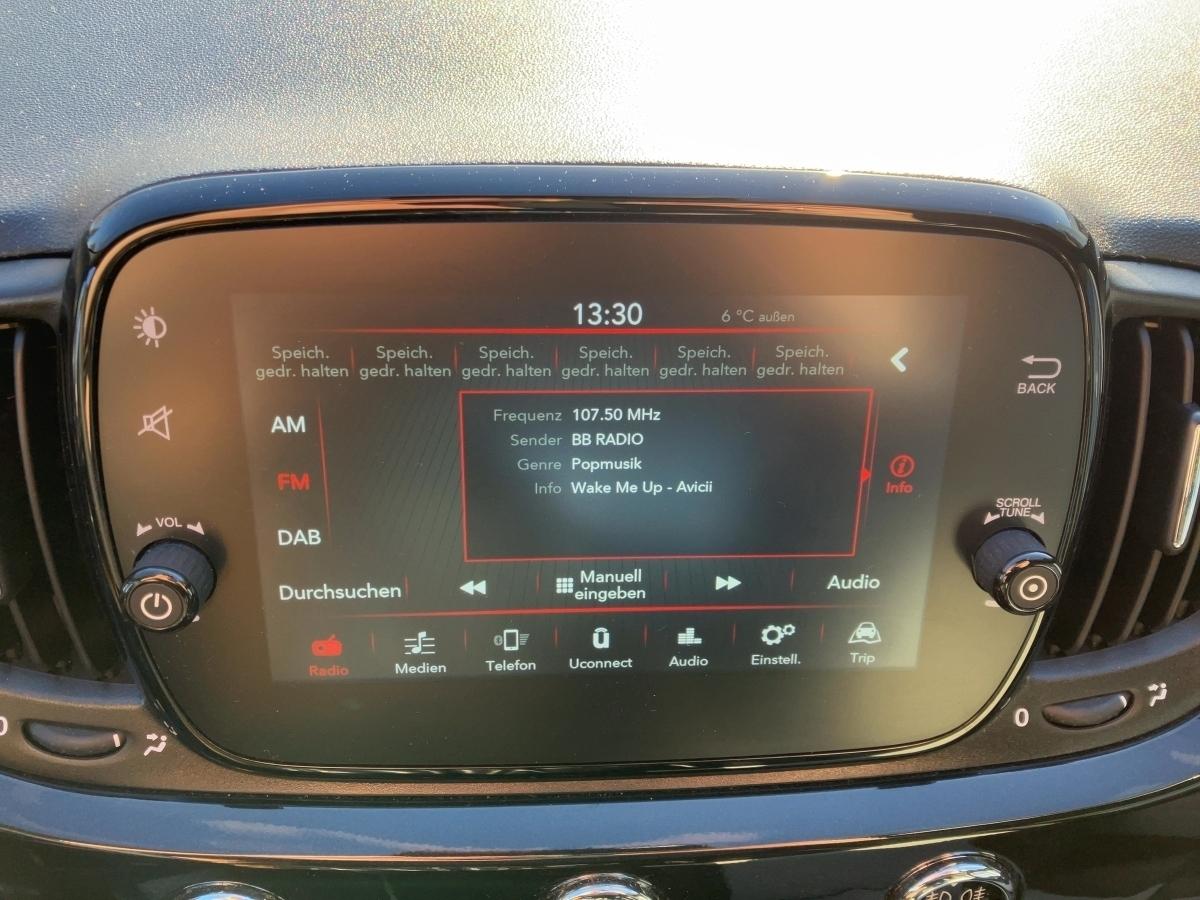 13:30
6 °C außen
Speich.
gedr. halten
Speich.
gedr. halten
Speich.
gedr. halten
Speich.
gedr. halten
Speich.
gedr. halten
Speich.
gedr. halten
BACK
AM
FM
DAB
Frequenz 107.50 MHz
Sender BB RADIO
Genre Popmusik
Info Wake Me Up - Avicii
Info
VOL
SCROLL
TUNE
Durchsuchen
Manuell
eingeben
Audio
Radio
Medien
Telefon
Uconnect
Audio
Einstell.
Trip
0
0